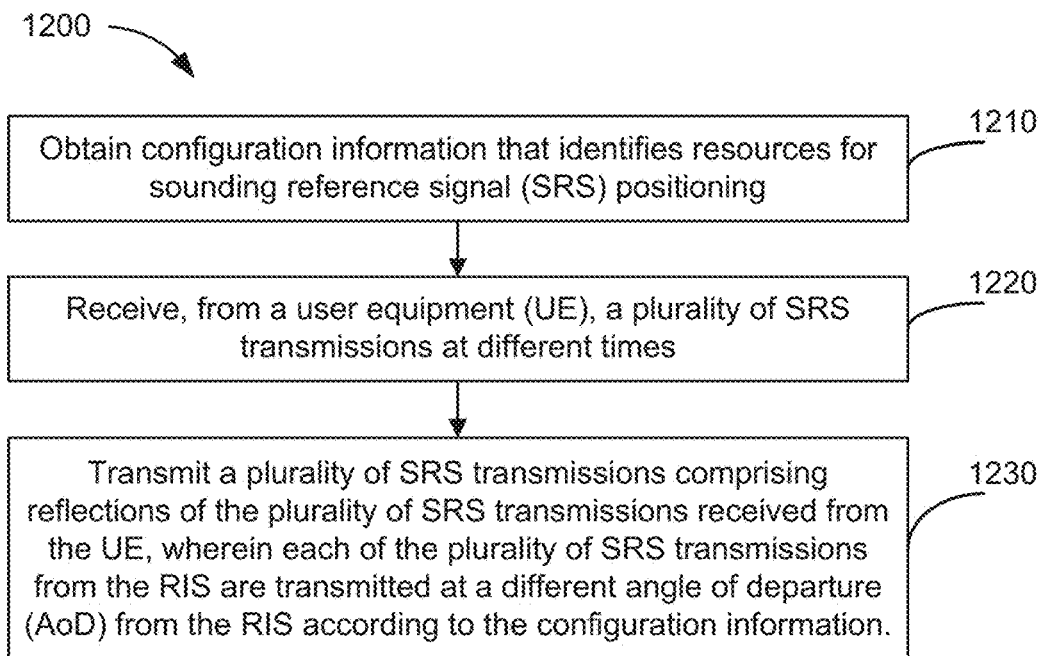 1200
1210
Obtain configuration information that identifies resources for
sounding reference signal (SRS) positioning
1220
Receive, from a user equipment (UE), a plurality of SRS
transmissions at different times
1230
Transmit a plurality of SRS transmissions comprising
reflections of the plurality of SRS transmissions received from
the UE, wherein each of the plurality of SRS transmissions
from the RIS are transmitted at a different angle of departure
(AoD) from the RIS according to the configuration information.